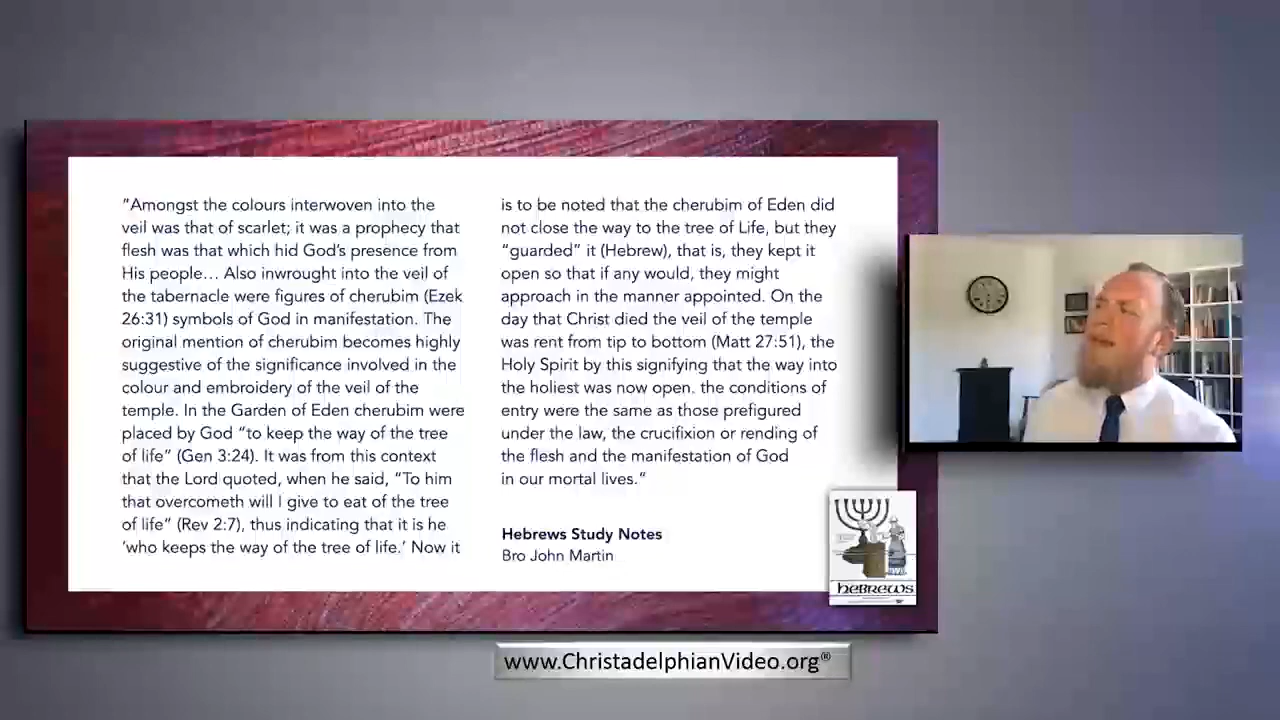 “Amongst the colours interwoven into the
veil was that of scarlet; it was a prophecy that
flesh was that which hid God’s presence from
His people… Also inwrought into the veil of
the tabernacle were figures of cherubim (Ezek
26:31) symbols of God in manifestation. The
original mention of cherubim becomes highly
suggestive of the significance involved in the
colour and embroidery of the veil of the
temple. In the Garden of Eden cherubim were
placed by God “to keep the way of the tree
of life” (Gen 3:24). It was from this context
that the Lord quoted, when he said, “To him
that overcometh will I give to eat of the tree
of life” (Rev 2:7), thus indicating that it is he
‘who keeps the way of the tree of life.’ Now it
is to be noted that the cherubim of Eden did
not close the way to the tree of Life, but they
“guarded” it (Hebrew), that is, they kept it
open so that if any would, they might
approach in the manner appointed. On the
day that Christ died the veil of the temple
was rent from tip to bottom (Matt 27:51), the
Holy Spirit by this signifying that the way into
the holiest was now open. the conditions of
entry were the same as those prefigured
under the law, the crucifixion or rending of
the flesh and the manifestation of God
in our mortal lives.“
Hebrews Study Notes
Bro John Martin
HEBREWS
www.ChristadelphianVideo.org®